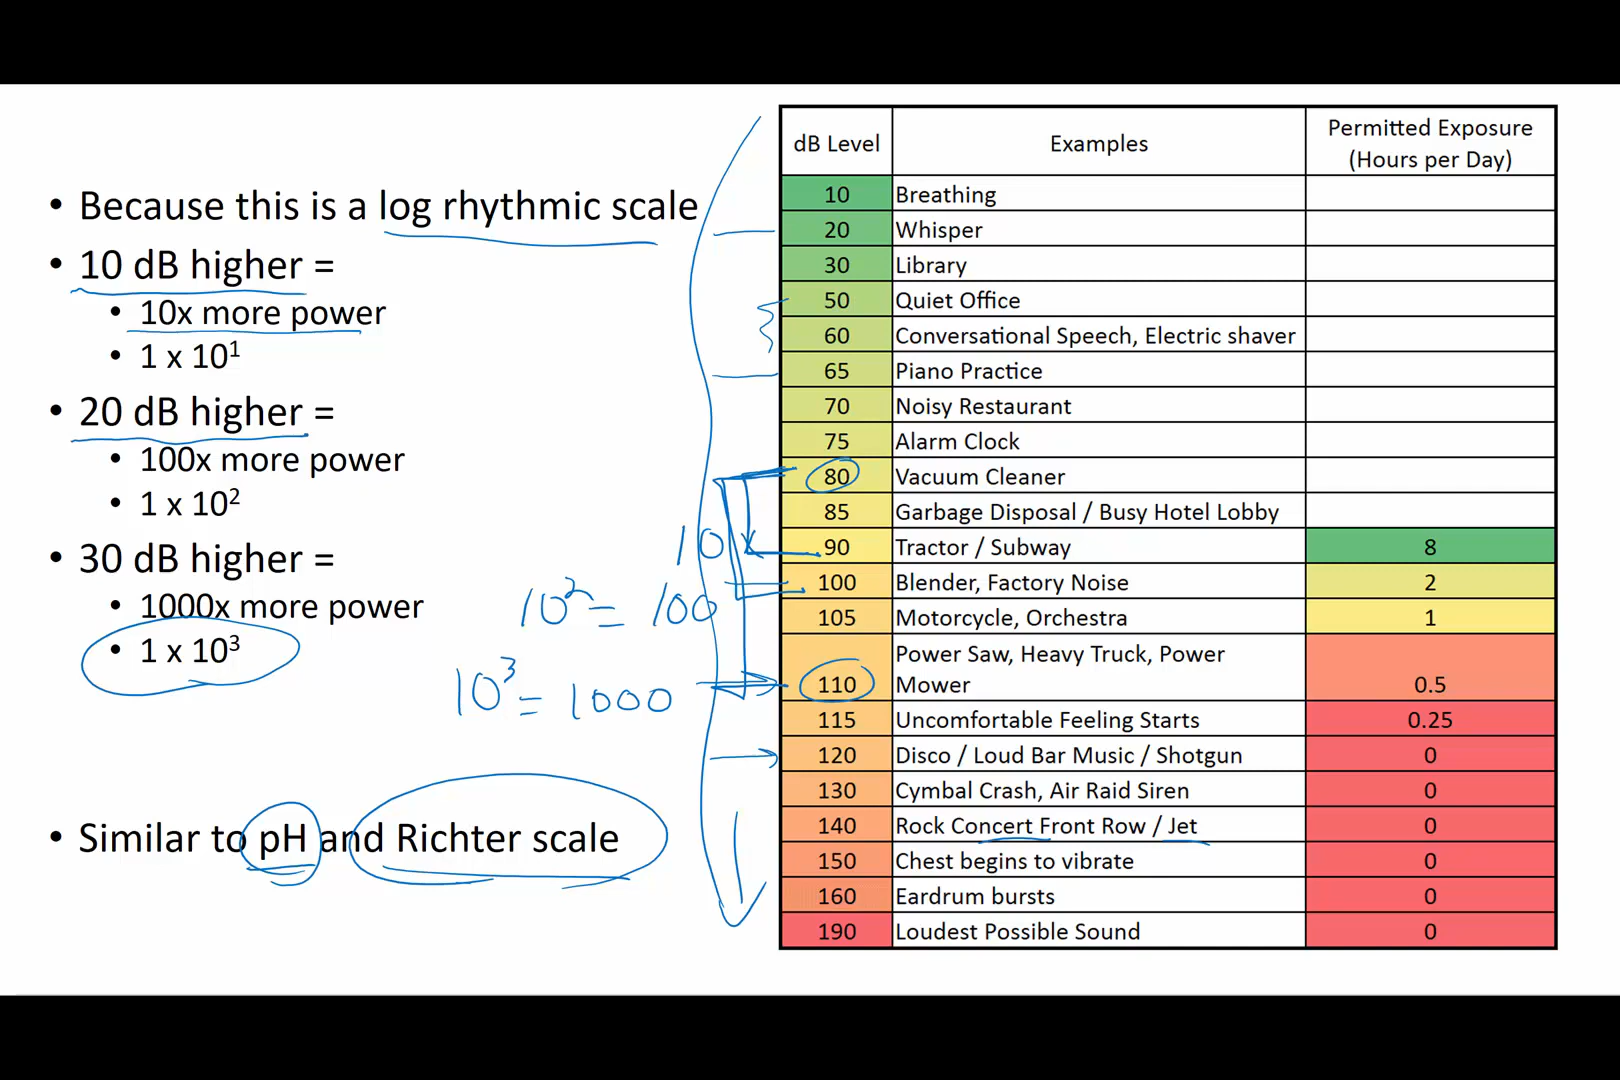 • Because this is a log rhythmic scale
• 10 dB higher =
• 10x more power
• 1 x 10¹
• 20 dB higher =
• 100x more power
• 1 x 10²
• 30 dB higher =
• 1000x more power
• 1 x 10³
• Similar to pH and Richter scale
10 x
10² = 100
10³ = 1000
dB Level Examples Permitted Exposure (Hours per Day)
10 Breathing
20 Whisper
30 Library
50 Quiet Office
60 Conversational Speech, Electric shaver
65 Piano Practice
70 Noisy Restaurant
75 Alarm Clock
80 Vacuum Cleaner
85 Garbage Disposal / Busy Hotel Lobby
90 Tractor / Subway 8
100 Blender, Factory Noise 2
105 Motorcycle, Orchestra 1
Power Saw, Heavy Truck, Power
110 Mower 0.5
115 Uncomfortable Feeling Starts 0.25
120 Disco / Loud Bar Music / Shotgun 0
130 Cymbal Crash, Air Raid Siren 0
140 Rock Concert Front Row / Jet 0
150 Chest begins to vibrate 0
160 Eardrum bursts 0
190 Loudest Possible Sound 0